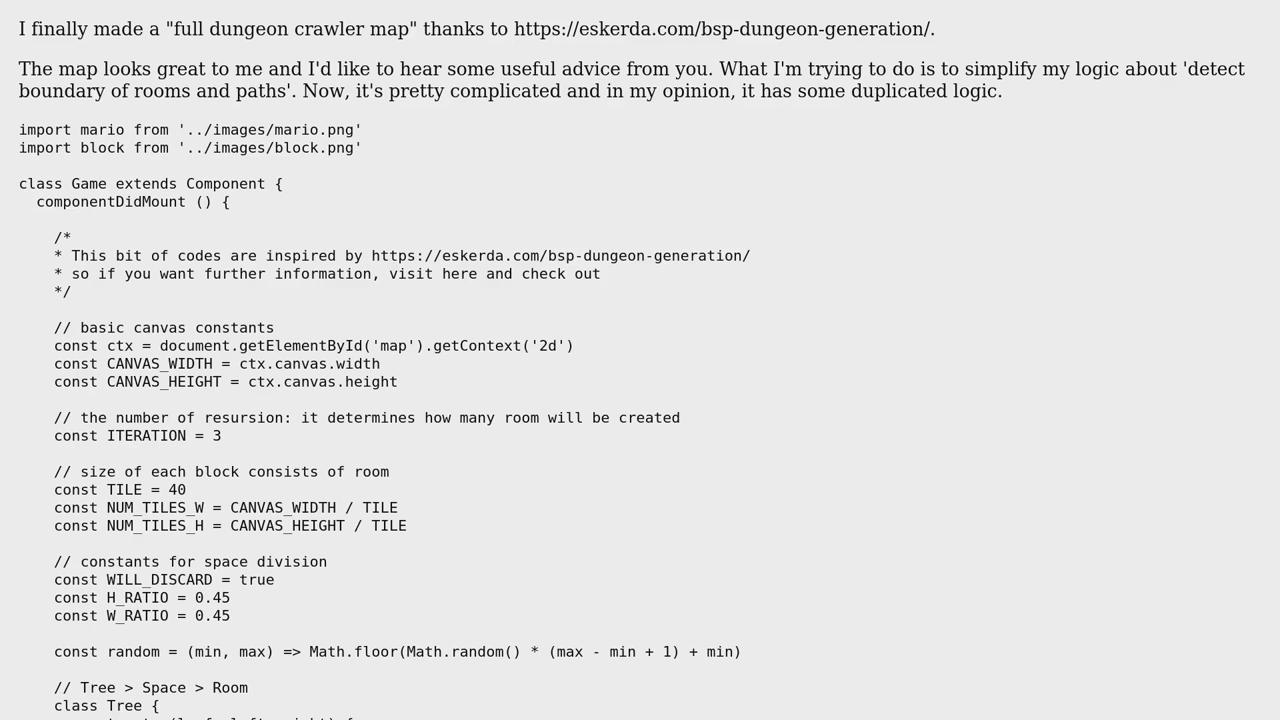 I finally made a "full dungeon crawler map" thanks to https://eskerda.com/bsp-dungeon-generation/.
The map looks great to me and I'd like to hear some useful advice from you. What I'm trying to do is to simplify my logic about 'detect
boundary of rooms and paths'. Now, it's pretty complicated and in my opinion, it has some duplicated logic.
import mario from '../images/mario.png'
import block from '../images/block.png'
class Game extends Component {
componentDidMount () {
/*
* This bit of codes are inspired by https://eskerda.com/bsp-dungeon-generation/
* so if you want further information, visit here and check out
*/
// basic canvas constants
const ctx = document.getElementById('map').getContext('2d')
const CANVAS_WIDTH = ctx.canvas.width
const CANVAS_HEIGHT = ctx.canvas.height
// the number of resursion: it determines how many room will be created
const ITERATION = 3
// size of each block consists of room
const TILE = 40
const NUM_TILES_W = CANVAS_WIDTH / TILE
const NUM_TILES_H = CANVAS_HEIGHT / TILE
// constants for space division
const WILL_DISCARD = true
const H_RATIO = 0.45
const W_RATIO = 0.45
const random = (min, max) => Math.floor(Math.random() * (max - min + 1) + min)
// Tree > Space > Room
class Tree {